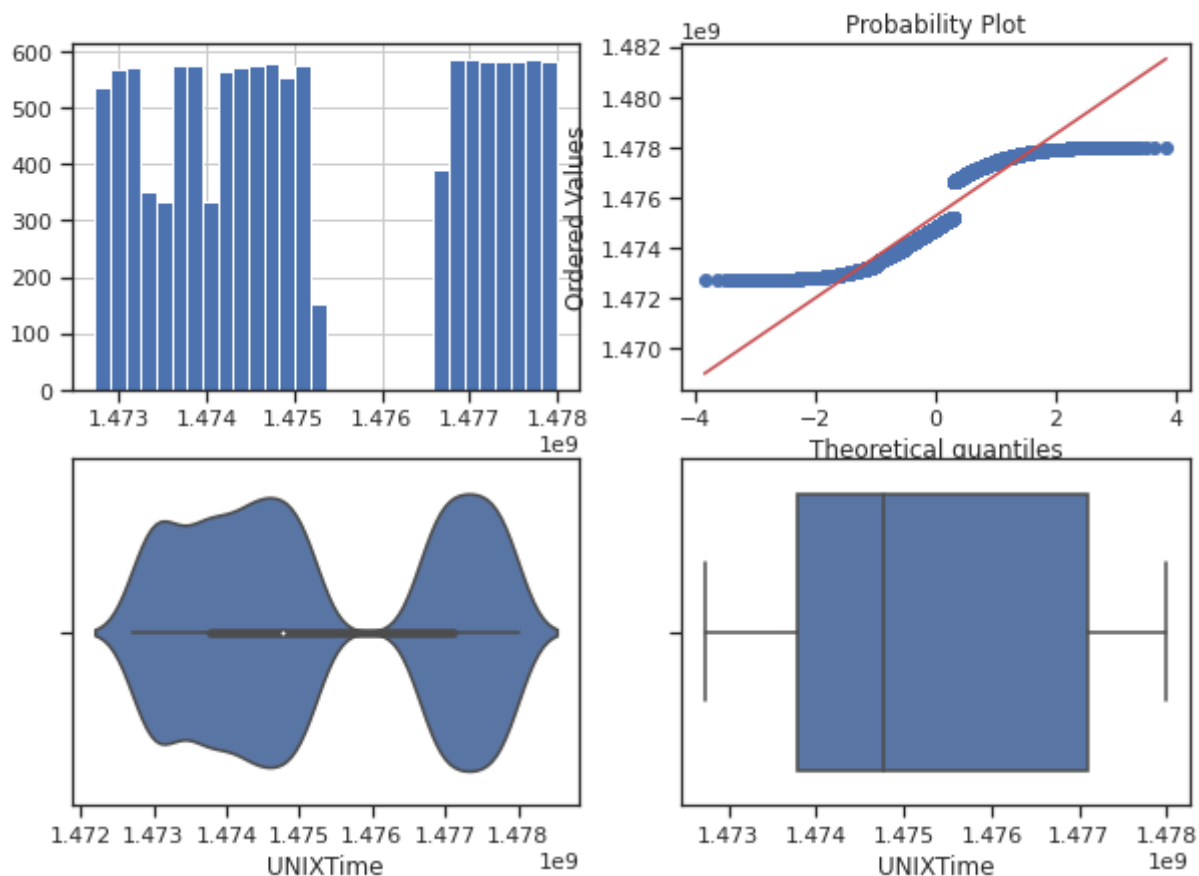 600
500
400
300
200
100
0
1.473 1.474 1.475 1.476 1.477 1.478
1e9
Probability Plot
1e9
1.482
1.480
1.478
1.476
1.474
1.472
1.470
Ordered Values
−4 −2 0 2 4
Theoretical quantiles
1.472 1.473 1.474 1.475 1.476 1.477 1.478
UNIXTime
1e9
1.473 1.474 1.475 1.476 1.477 1.478
UNIXTime
1e9